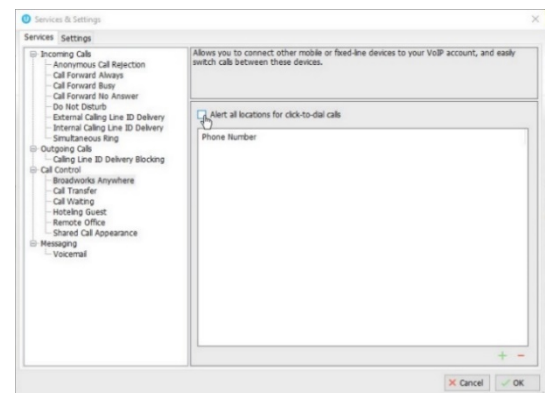 Services & Settings
Services Settings
Incoming Calls
Anonymous Call Rejection
Call Forward Always
Call Forward Busy
Call Forward No Answer
Do Not Disturb
External Calling Line ID Delivery
Internal Calling Line ID Delivery
Simultaneous Ring
Outgoing Calls
Calling Line ID Delivery Blocking
Call Control
Broadworks Anywhere
Call Transfer
Call Waiting
Hoteling Guest
Remote Office
Shared Call Appearance
Messaging
Voicemail
Allows you to connect other mobile or fixed-line devices to your VoIP account, and easily
switch calls between these devices.
Alert all locations for click-to-dial calls
Phone Number
Cancel OK